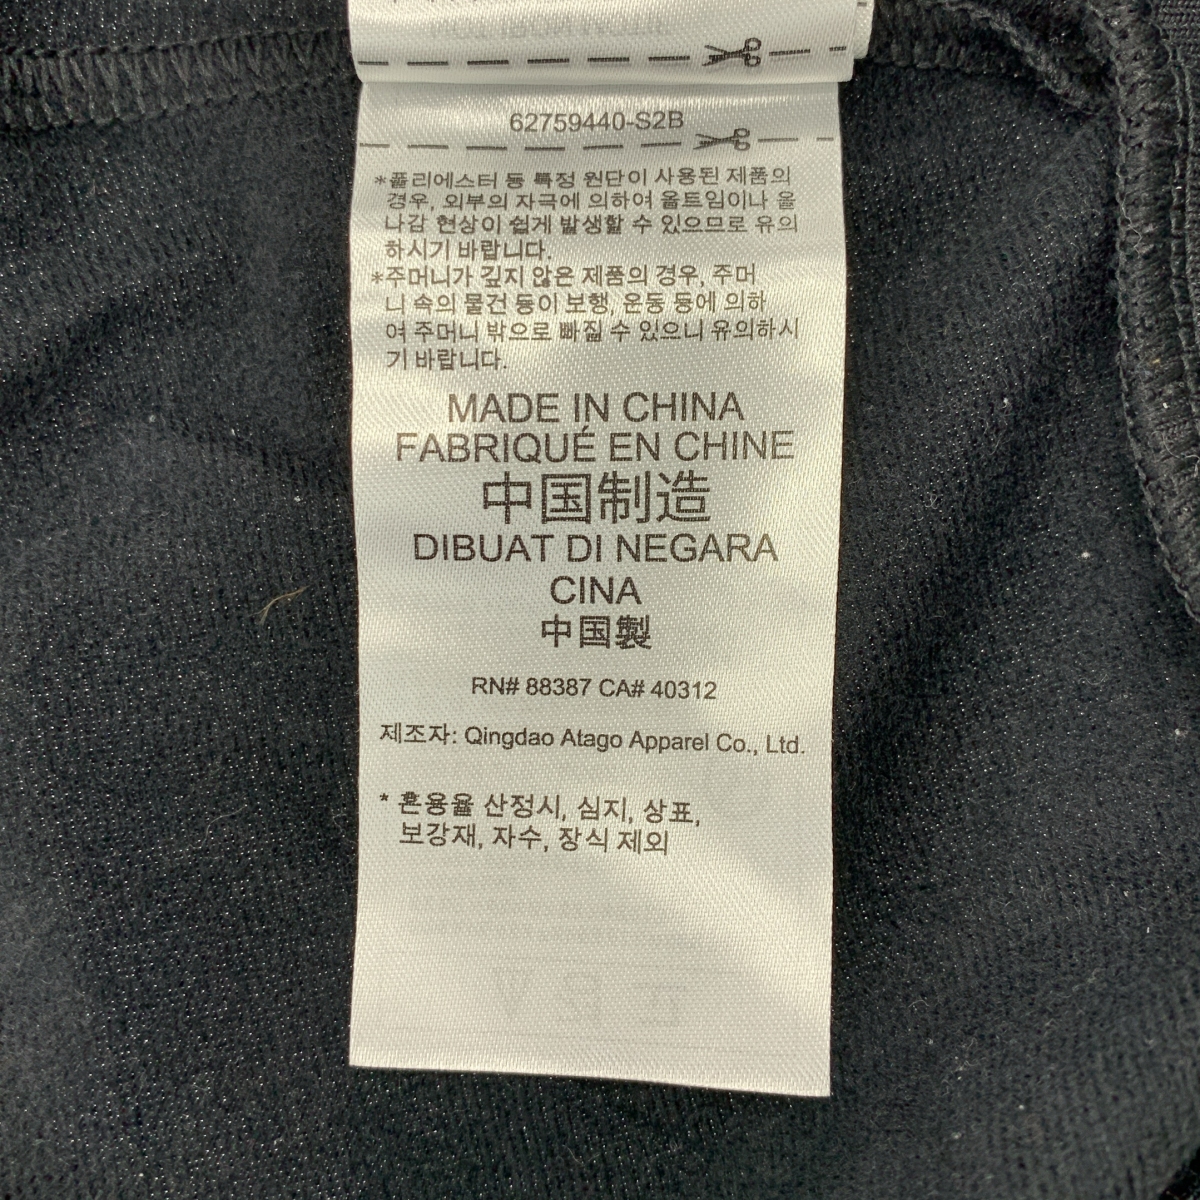 62759440-S2B
*폴리에스터 등 특정 원단이 사용된 제품의
경우, 외부의 자극에 의하여 올트임이나 올
나감 현상이 쉽게 발생할 수 있으므로 유의
하시기 바랍니다.
*주머니가 깊지 않은 제품의 경우, 주머
니 속의 물건 등이 보행, 운동 등에 의하
여 주머니 밖으로 빠질 수 있으니 유의하시
기 바랍니다.
MADE IN CHINA
FABRIQUÉ EN CHINE
中国制造
DIBUAT DI NEGARA
CINA
中国製
RN# 88387 CA# 40312
제조자: Qingdao Atago Apparel Co., Ltd.
* 혼용율 산정시, 심지, 상표,
보강재, 자수, 장식 제외